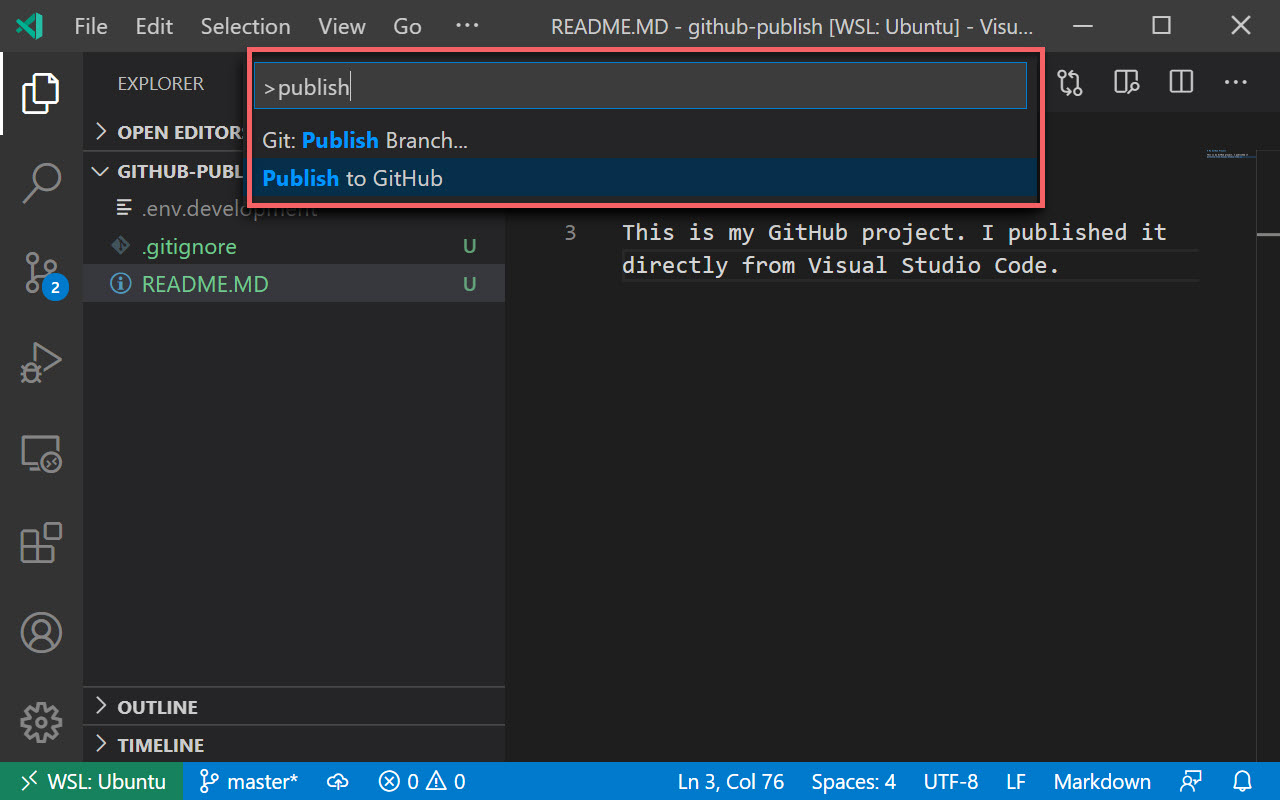 File Edit Selection View Go ··· README.MD - github-publish [WSL: Ubuntu] - Visu...
EXPLORER
>publish
OPEN EDITORS
Git: Publish Branch...
GITHUB-PUBL
Publish to GitHub
.env.development
3 This is my GitHub project. I published it
.gitignore U
directly from Visual Studio Code.
README.MD U
2
OUTLINE
TIMELINE
WSL: Ubuntu master* 0 0 Ln 3, Col 76 Spaces: 4 UTF-8 LF Markdown